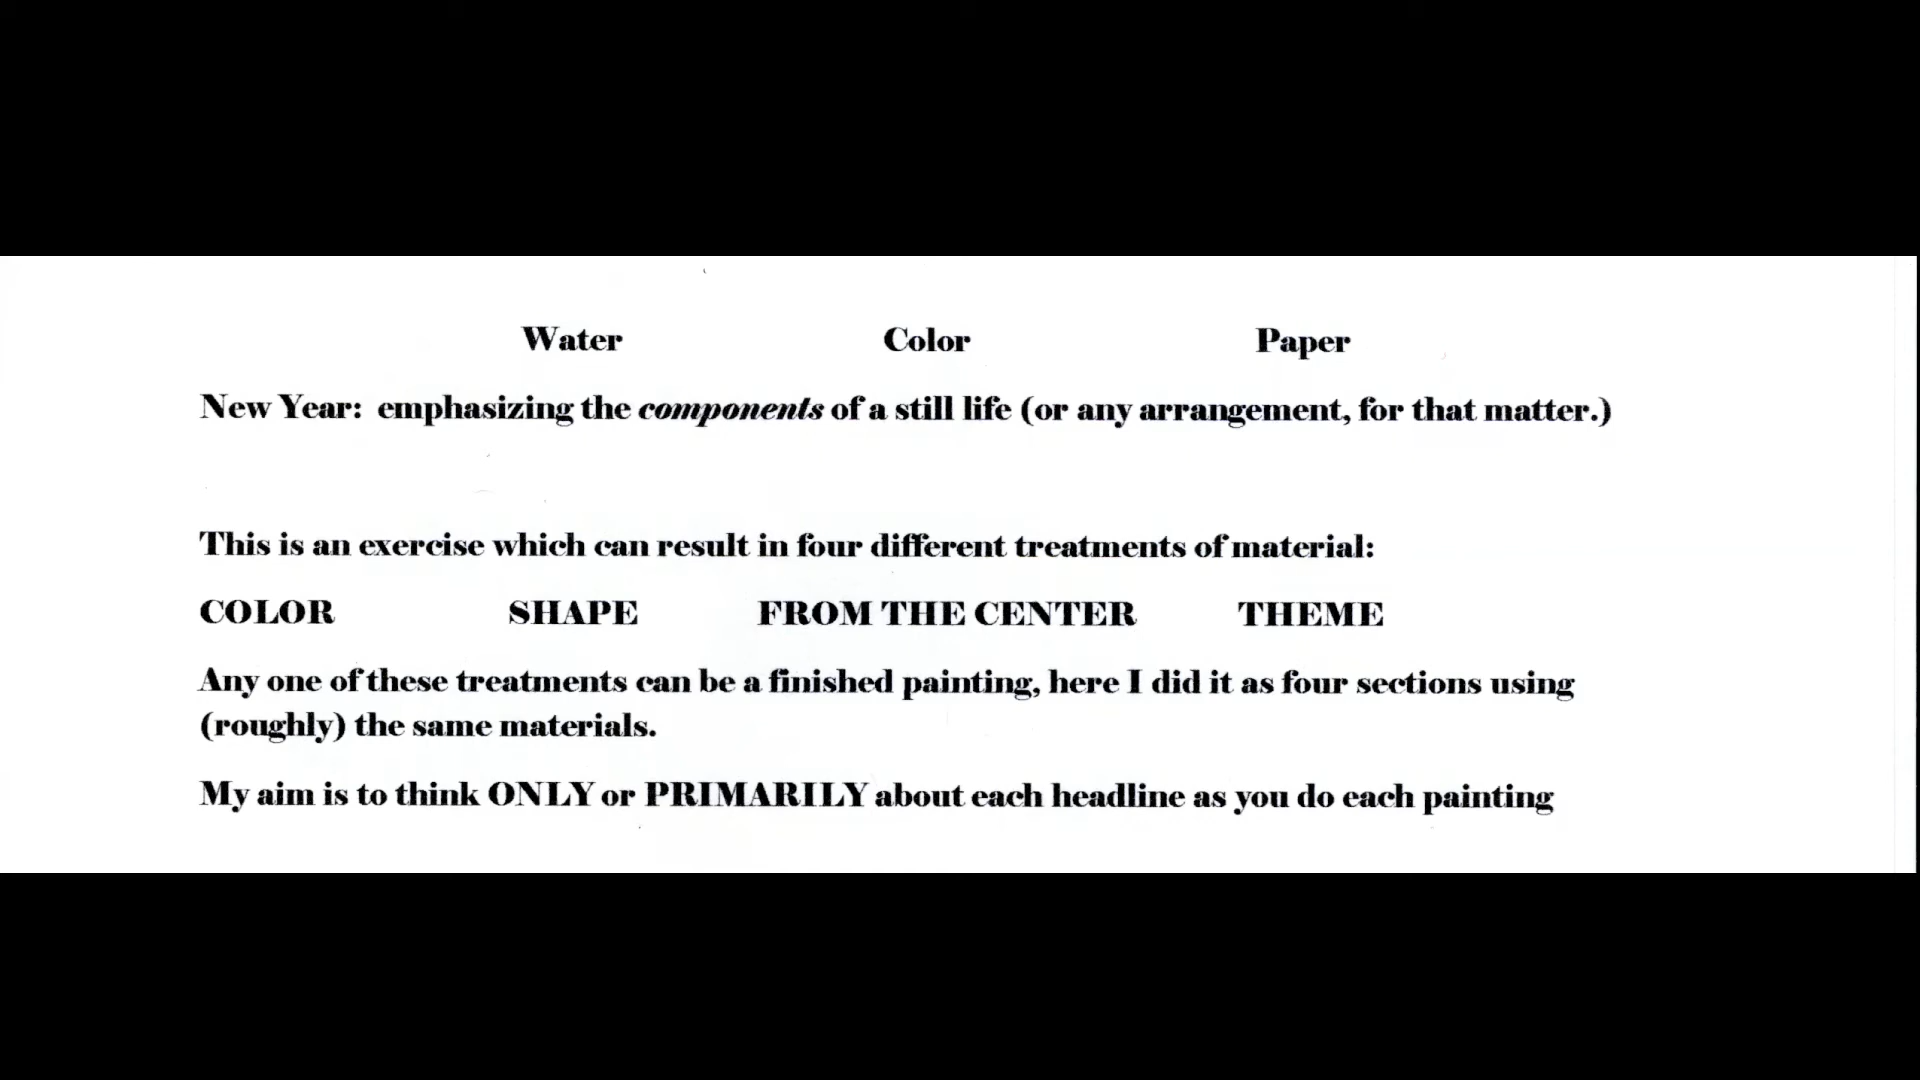 Water Color Paper
New Year: emphasizing the components of a still life (or any arrangement, for that matter.)
This is an exercise which can result in four different treatments of material:
COLOR SHAPE FROM THE CENTER THEME
Any one of these treatments can be a finished painting, here I did it as four sections using
(roughly) the same materials.
My aim is to think ONLY or PRIMARILY about each headline as you do each painting